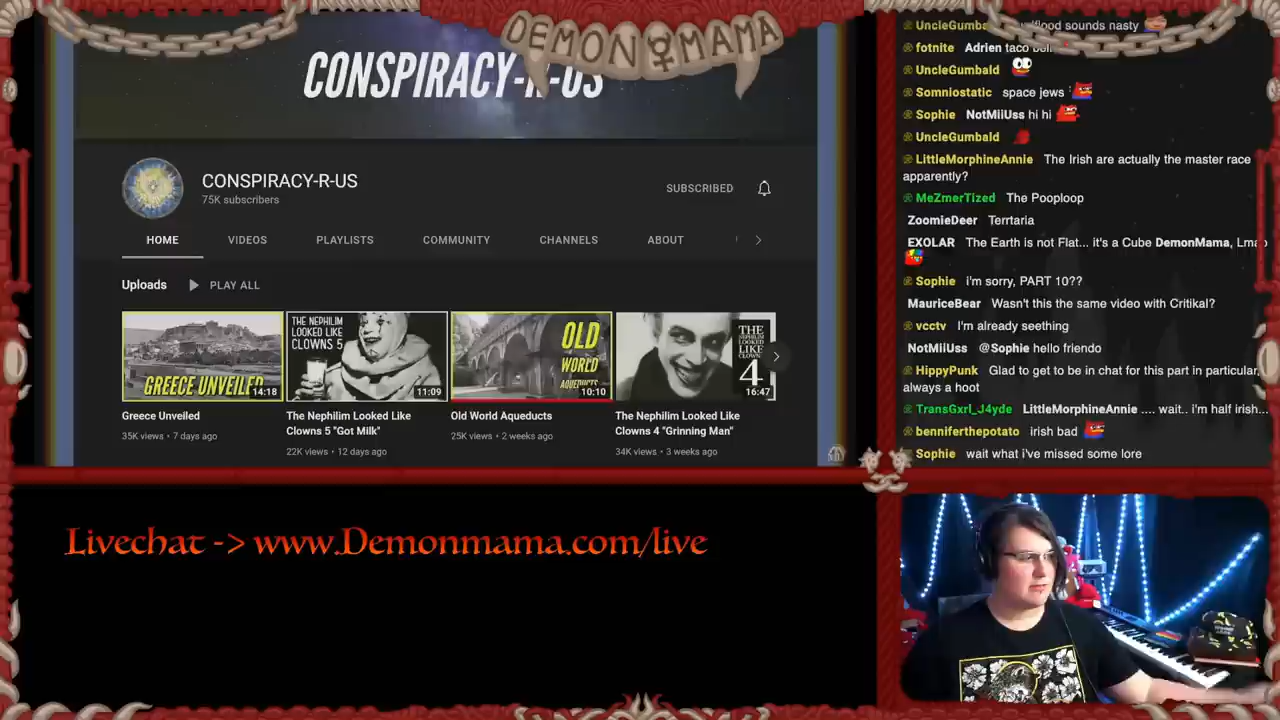 DEMON MAMA
CONSPIRACY-R-US
CONSPIRACY-R-US
75K subscribers
SUBSCRIBED
HOME
VIDEOS
PLAYLISTS
COMMUNITY
CHANNELS
ABOUT
Uploads
PLAY ALL
GREECE UNVEILED
14:18
THE NEPHILIM
LOOKED LIKE
CLOWNS 5
11:09
OLD
WORLD
AQUEDUCTS
10:10
THE
NEPHILIM
LOOKED
LIKE
CLOWN
4
16:47
Greece Unveiled
35K views • 7 days ago
The Nephilim Looked Like
Clowns 5 "Got Milk"
22K views • 12 days ago
Old World Aqueducts
25K views • 2 weeks ago
The Nephilim Looked Like
Clowns 4 "Grinning Man"
34K views • 3 weeks ago
sounds nasty
fotnite Adrien taco
UncleGumbald
Somniostatic space jews
Sophie NotMiiUss hi hi
UncleGumbald
LittleMorphineAnnie The Irish are actually the master race
apparently?
MeZmerTized The Pooploop
ZoomieDeer Terrtaria
EXOLAR The Earth is not Flat... it's a Cube DemonMama, Lmao
Sophie i'm sorry, PART 10??
MauriceBear Wasn't this the same video with Critikal?
vcctv I'm already seething
NotMiiUss @Sophie hello friendo
HippyPunk Glad to get to be in chat for this part in particular,
always a hoot
TransGxrl_J4yde LittleMorphineAnnie .... wait.. i'm half irish...
benniferthepotato irish bad
Sophie wait what i've missed some lore
Livechat -> www.Demonmama.com/live